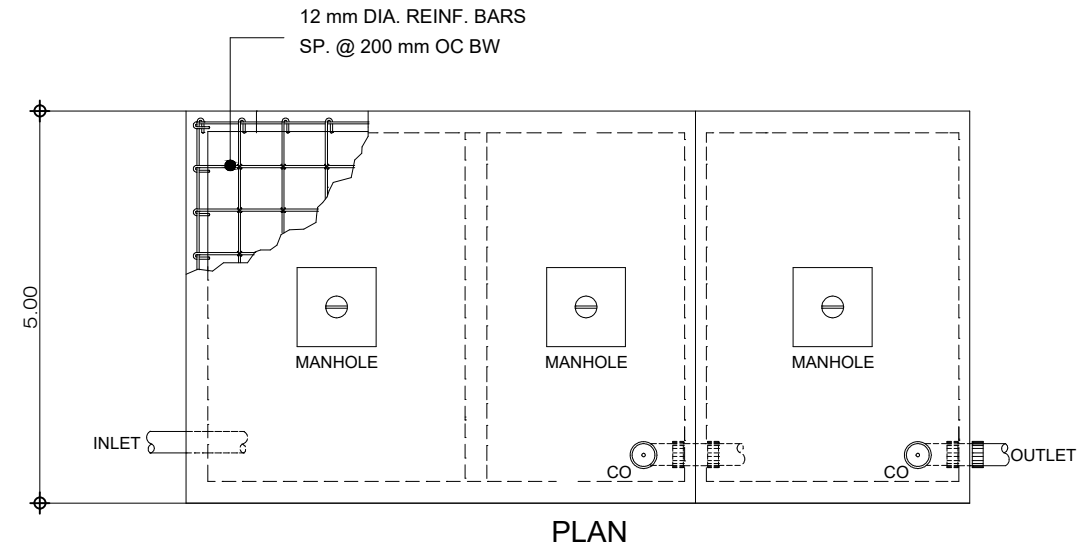 12 mm DIA. REINF. BARS
SP. @ 200 mm OC BW
5.00
MANHOLE
MANHOLE
MANHOLE
INLET
CO
CO
OUTLET
PLAN